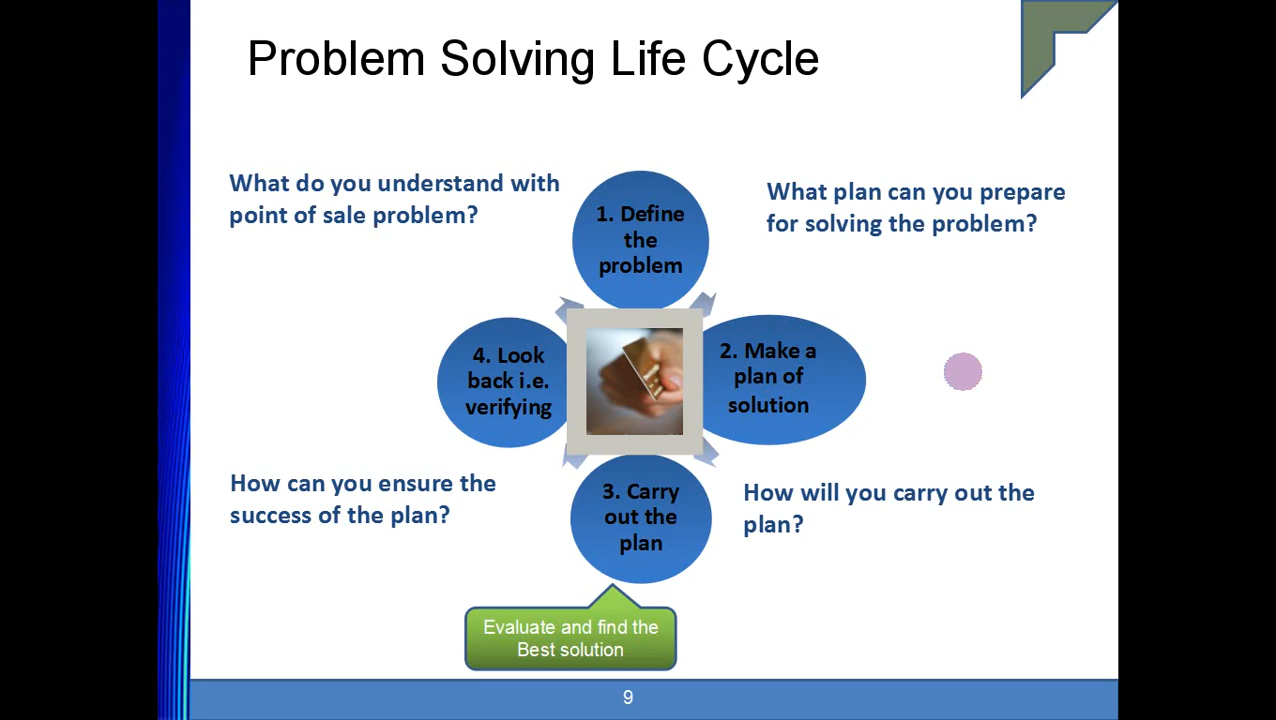 Problem Solving Life Cycle
What do you understand with
point of sale problem?
What plan can you prepare
for solving the problem?
1. Define
the
problem
2. Make a
plan of
solution
4. Look
back i.e.
verifying
How can you ensure the
success of the plan?
3. Carry
out the
plan
How will you carry out the
plan?
Evaluate and find the
Best solution
9